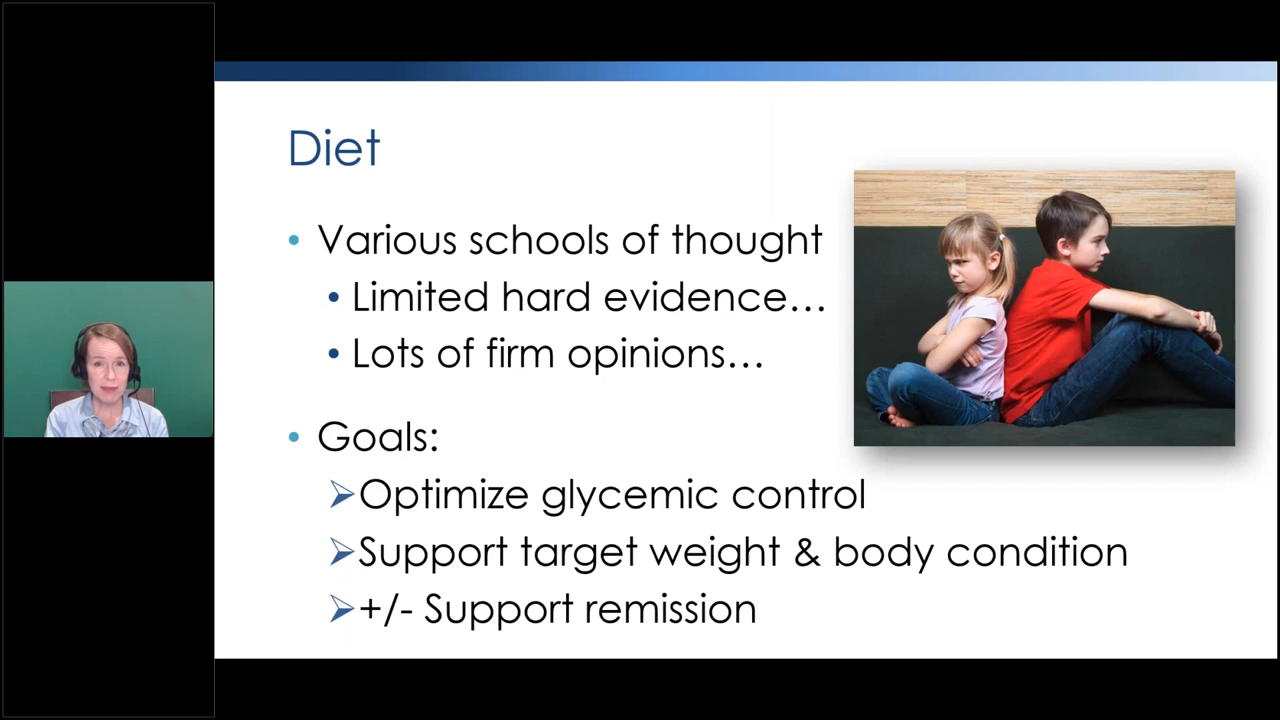 Diet
• Various schools of thought
• Limited hard evidence...
• Lots of firm opinions...
• Goals:
➢Optimize glycemic control
➢Support target weight & body condition
➢+/- Support remission